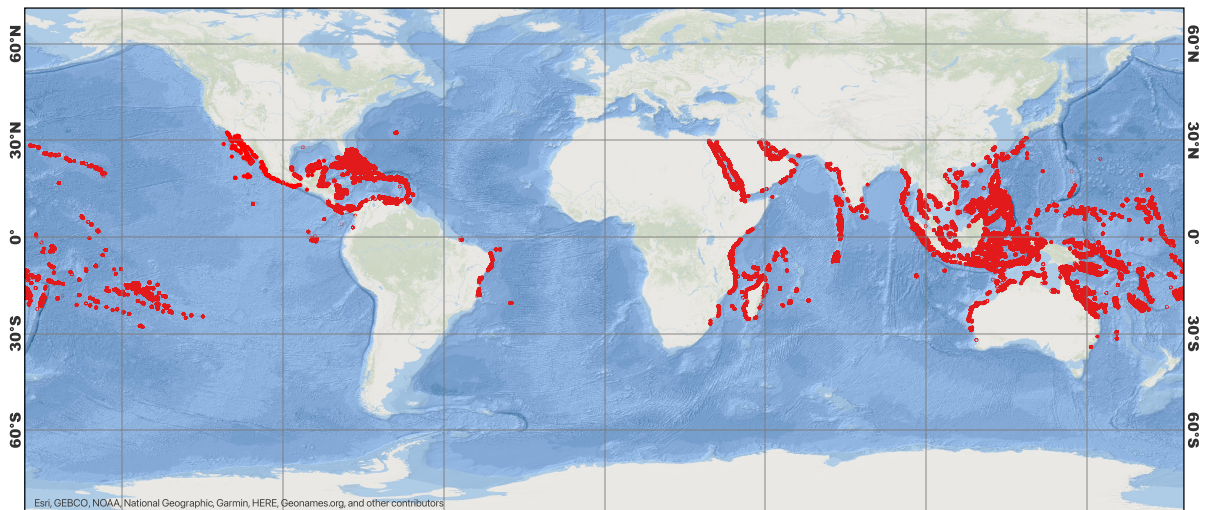 60°N
60°N
30°N
30°N
0°
0°
30°S
30°S
60°S
60°S
Esri, GEBCO, NOAA, National Geographic, Garmin, HERE, Geonames.org, and other contributors